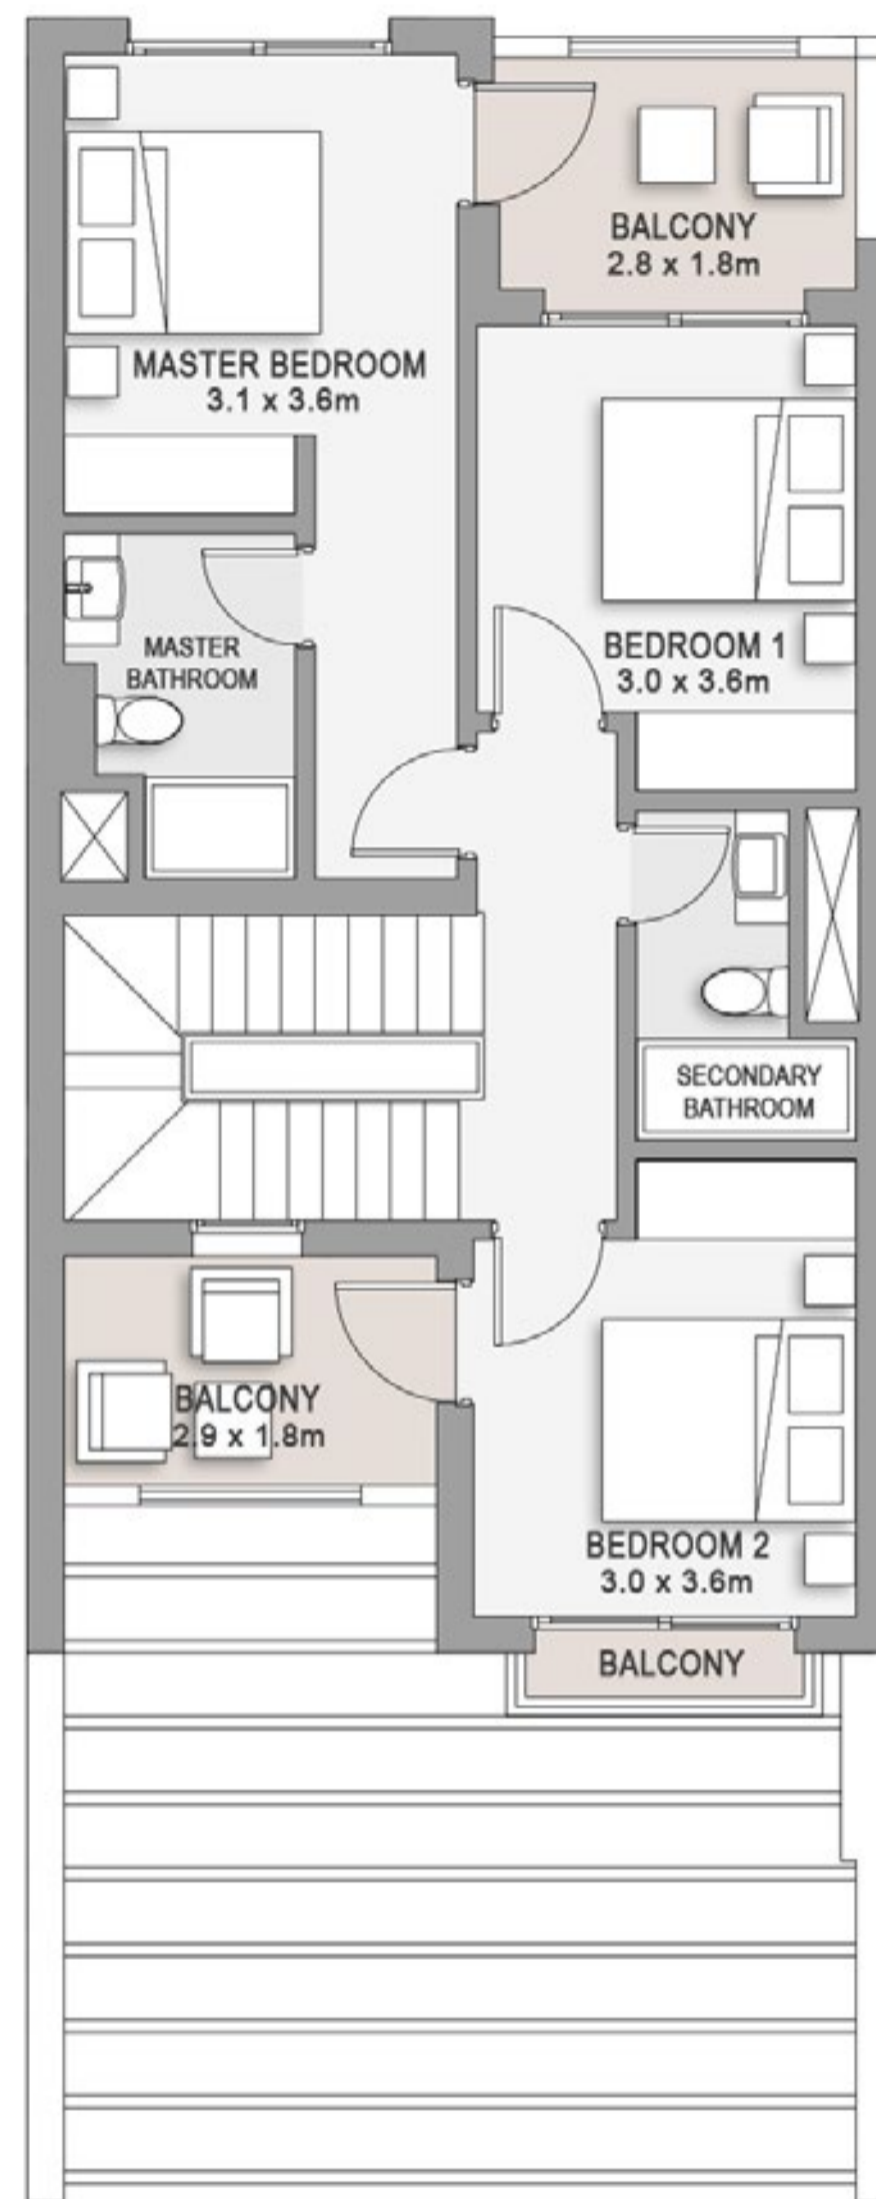 BALCONY
2.8 x 1.8m
MASTER BEDROOM
3.1 x 3.6m
MASTER
BATHROOM
BEDROOM 1
3.0 x 3.6m
SECONDARY
BATHROOM
BALCONY
2.9 x 1.8m
BEDROOM 2
3.0 x 3.6m
BALCONY